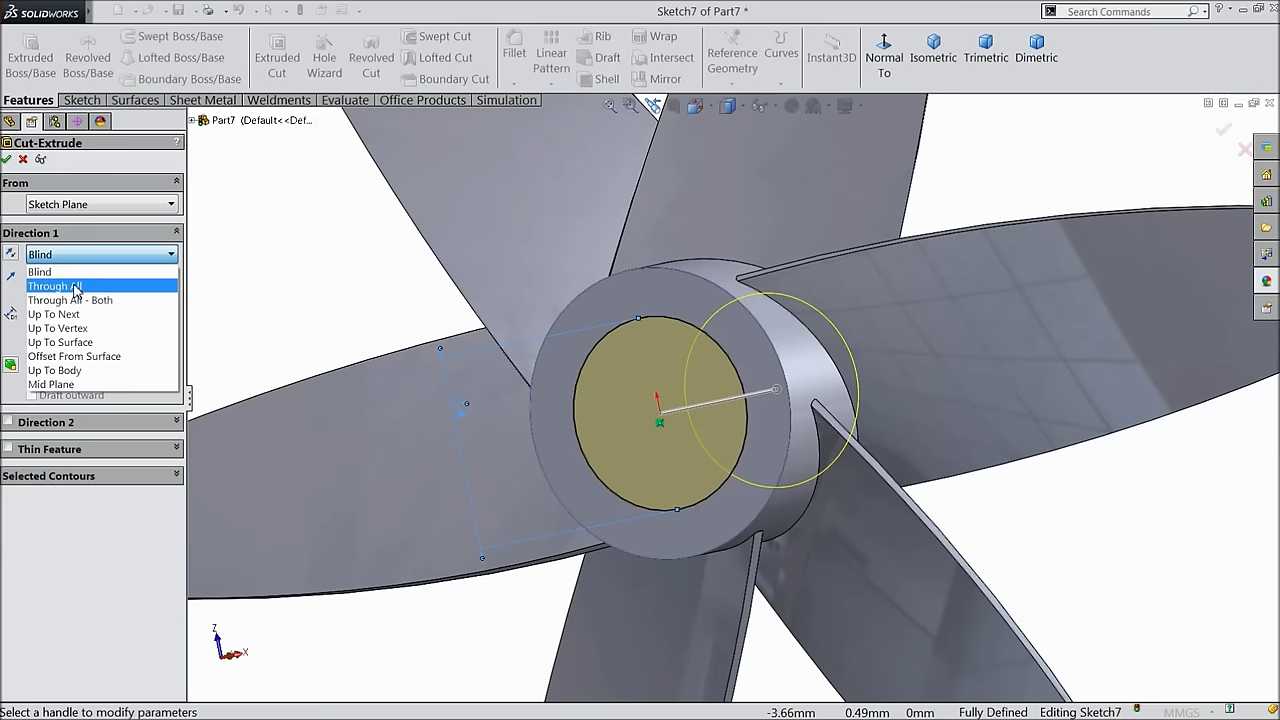 SOLIDWORKS
Sketch7 of Part7 *
Search Commands
Extruded Boss/Base
Revolved Boss/Base
Swept Boss/Base
Lofted Boss/Base
Boundary Boss/Base
Extruded Cut
Hole Wizard
Revolved Cut
Swept Cut
Lofted Cut
Boundary Cut
Fillet
Linear Pattern
Rib
Draft
Shell
Wrap
Intersect
Mirror
Reference Geometry
Curves
Instant3D
Normal To
Isometric
Trimetric
Dimetric
Features Sketch Surfaces Sheet Metal Weldments Evaluate Office Products Simulation
Part7 (Default<<Def...
Cut-Extrude ?
From
Sketch Plane
Direction 1
Blind
Blind
Through All
Through All - Both
Up To Next
Up To Vertex
Up To Surface
Offset From Surface
Up To Body
Mid Plane
Draft outward
Direction 2
Thin Feature
Selected Contours
Z
X
Select a handle to modify parameters
-3.66mm 0.49mm 0mm Fully Defined Editing Sketch7 MMGS